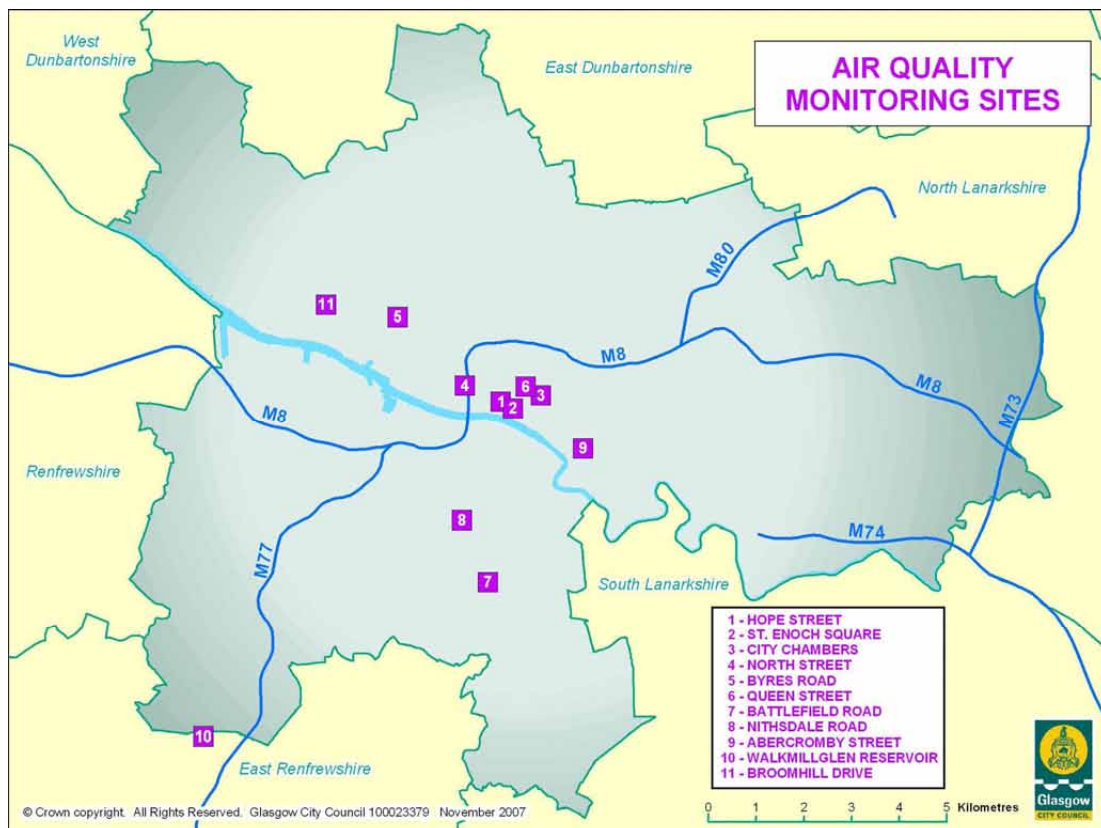 West
Dunbartonshire
East Dunbartonshire
AIR QUALITY
MONITORING SITES
North Lanarkshire
M80
11
5
M8
4
6
3
1
2
M8
M73
M8
9
Renfrewshire
8
M74
M77
7
South Lanarkshire
1 - HOPE STREET
2 - ST. ENOCH SQUARE
3 - CITY CHAMBERS
4 - NORTH STREET
5 - BYRES ROAD
6 - QUEEN STREET
7 - BATTLEFIELD ROAD
8 - NITHSDALE ROAD
9 - ABERCROMBY STREET
10 - WALKMILLGLEN RESERVOIR
11 - BROOMHILL DRIVE
10
East Renfrewshire
© Crown copyright. All Rights Reserved. Glasgow City Council 100023379 November 2007
0 1 2 3 4 5 Kilometres
Glasgow
CITY COUNCIL